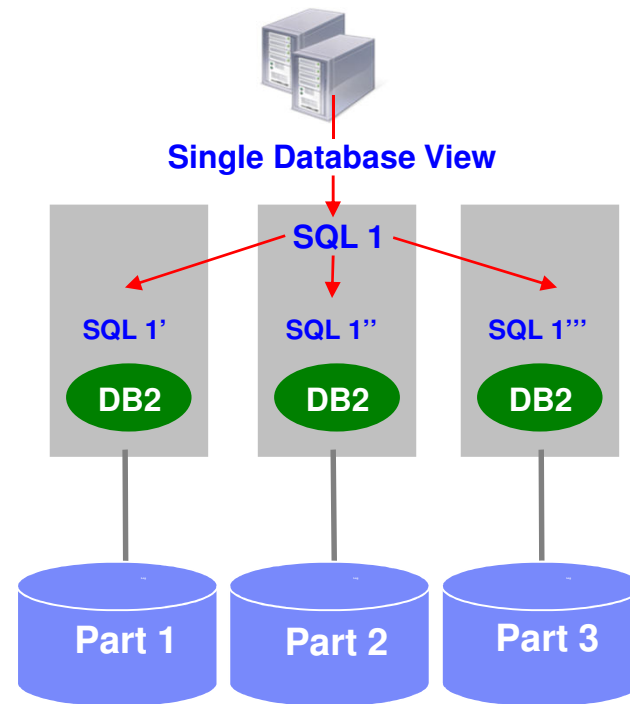 Single Database View
SQL 1
SQL 1' SQL 1'' SQL 1'''
DB2 DB2 DB2
Part 1 Part 2 Part 3